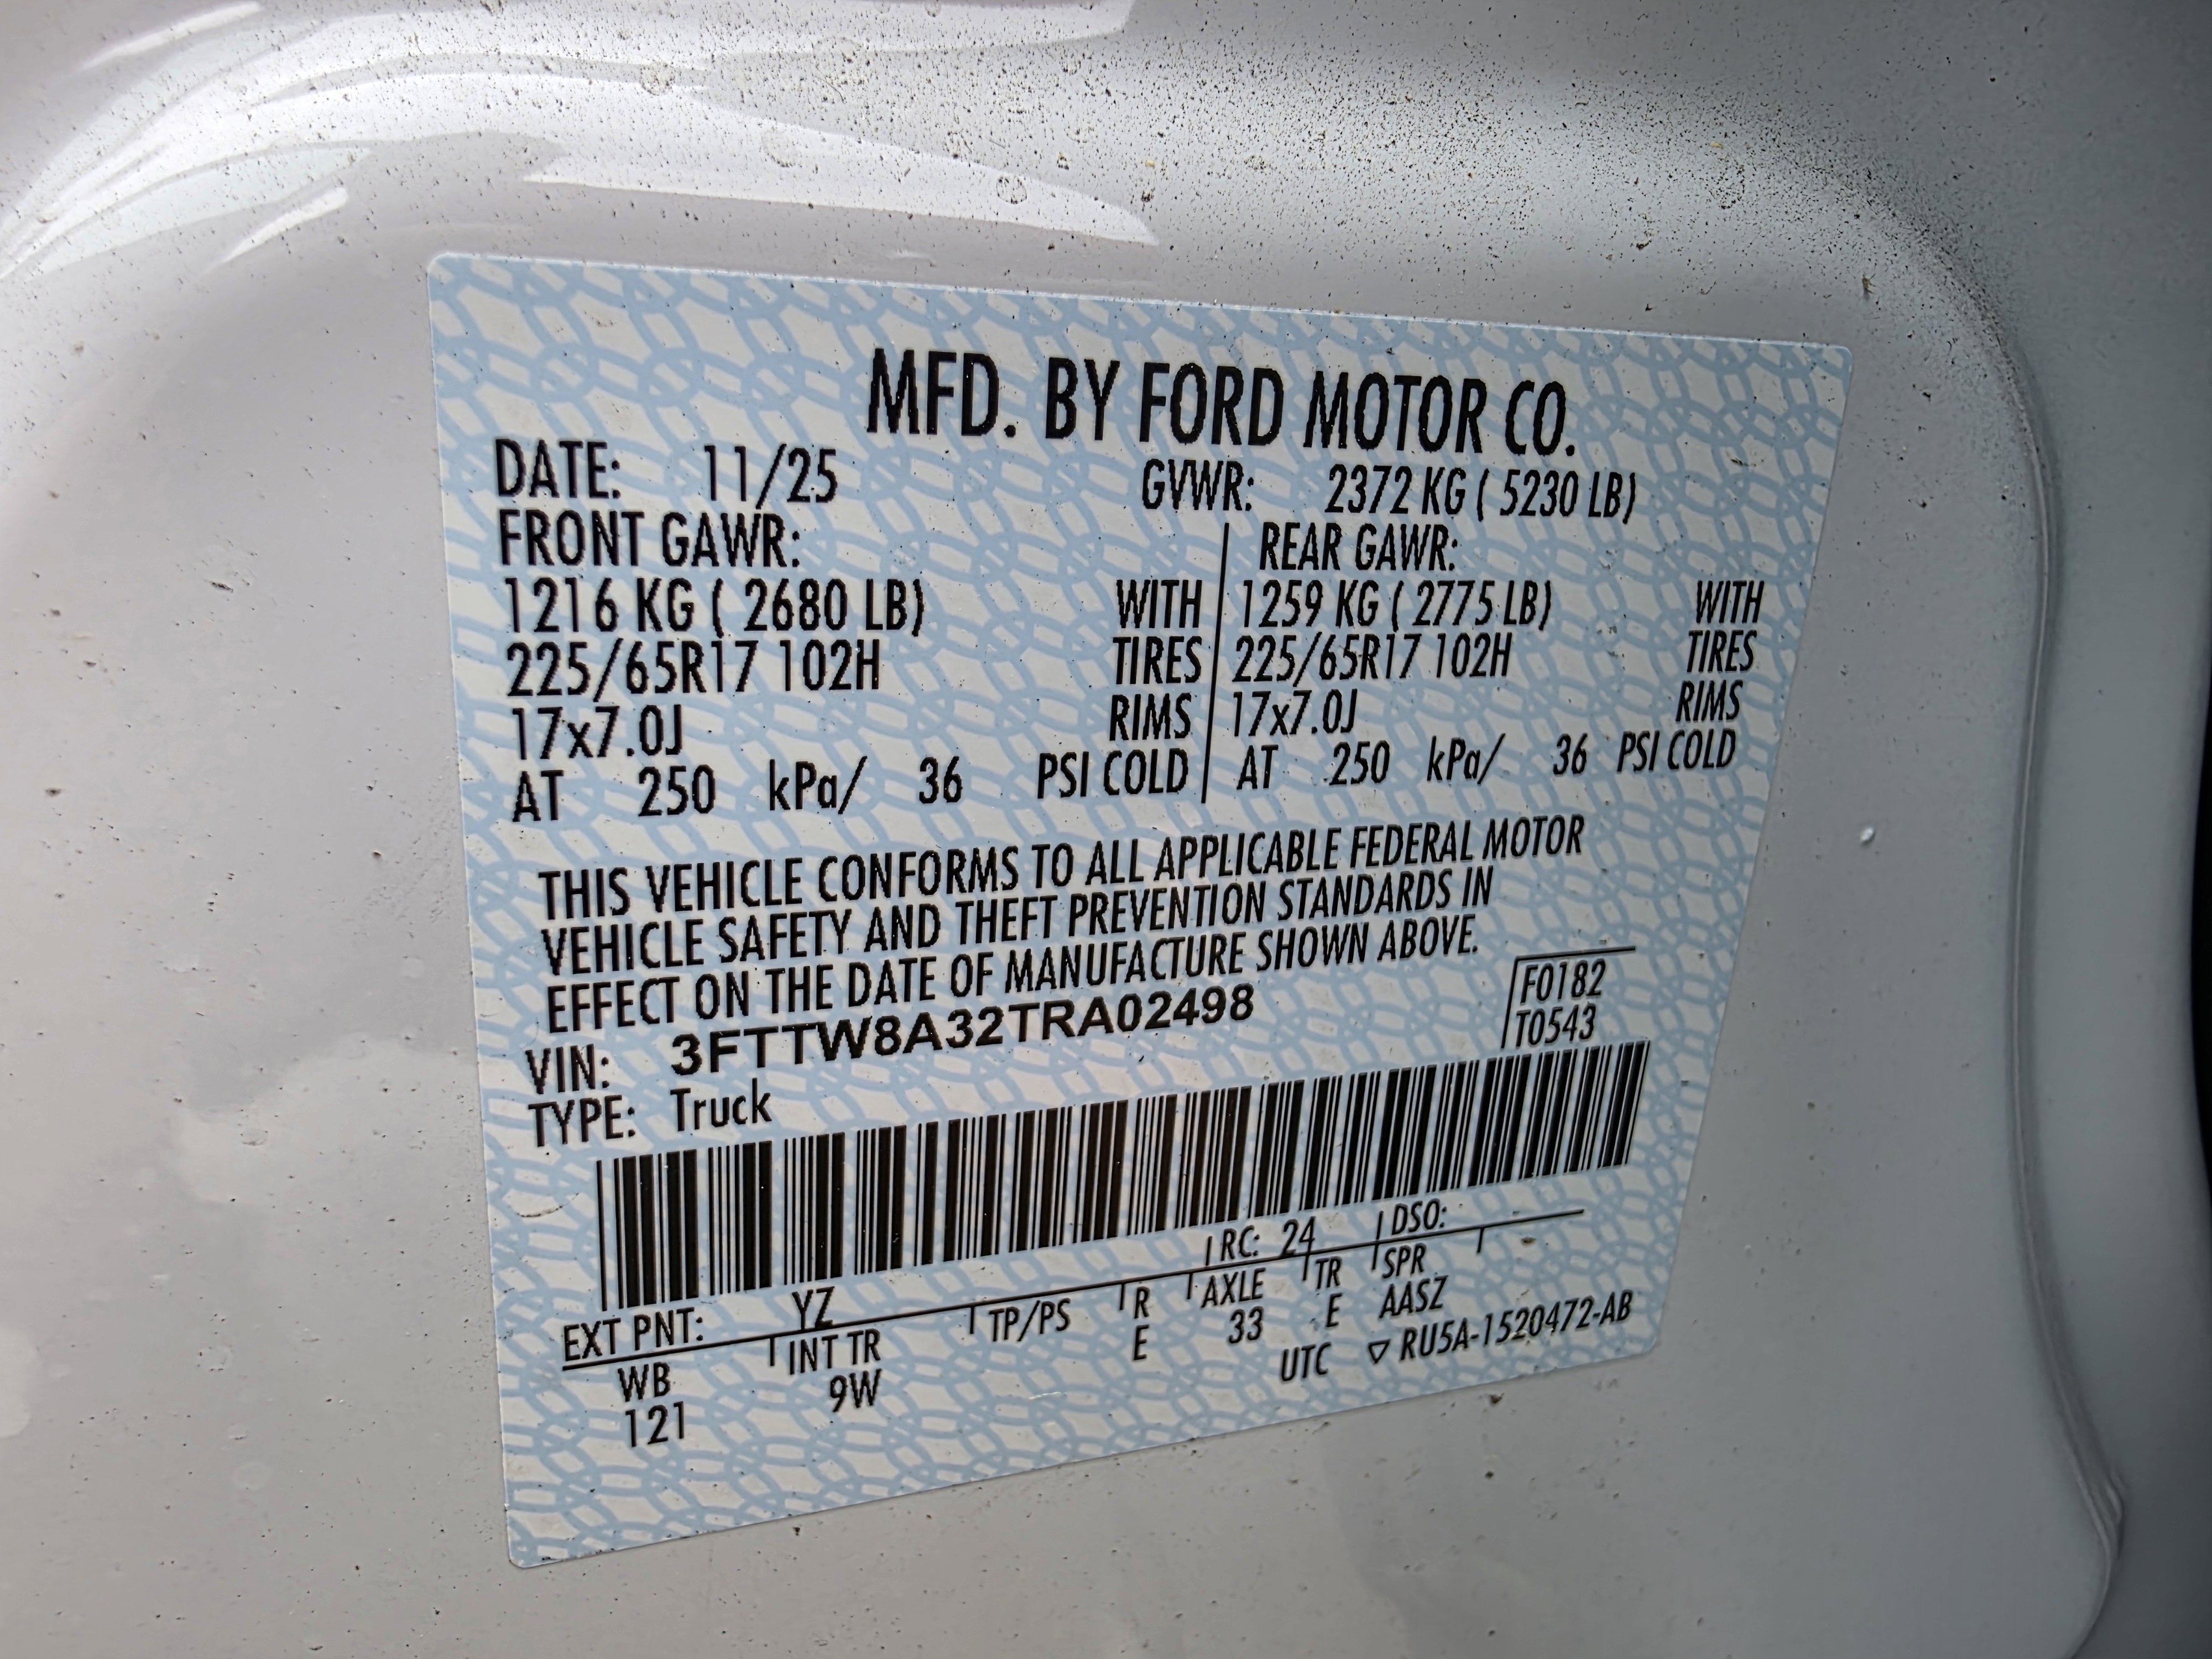 MFD. BY FORD MOTOR CO.
DATE: 11/25 GVWR: 2372 KG ( 5230 LB)
FRONT GAWR: REAR GAWR:
1216 KG ( 2680 LB) WITH 1259 KG ( 2775 LB) WITH
225/65R17 102H TIRES 225/65R17 102H TIRES
17x7.0J RIMS 17x7.0J RIMS
AT 250 kPa/ 36 PSI COLD AT 250 kPa/ 36 PSI COLD
THIS VEHICLE CONFORMS TO ALL APPLICABLE FEDERAL MOTOR
VEHICLE SAFETY AND THEFT PREVENTION STANDARDS IN
EFFECT ON THE DATE OF MANUFACTURE SHOWN ABOVE.
F0182
VIN: 3FTTW8A32TRA02498 T0543
TYPE: Truck
EXT PNT: YZ RC: 24 DSO:
WB INT TR TP/PS R AXLE TR SPR
121 9W E 33 E AASZ
UTC ▽ RU5A-1520472-AB